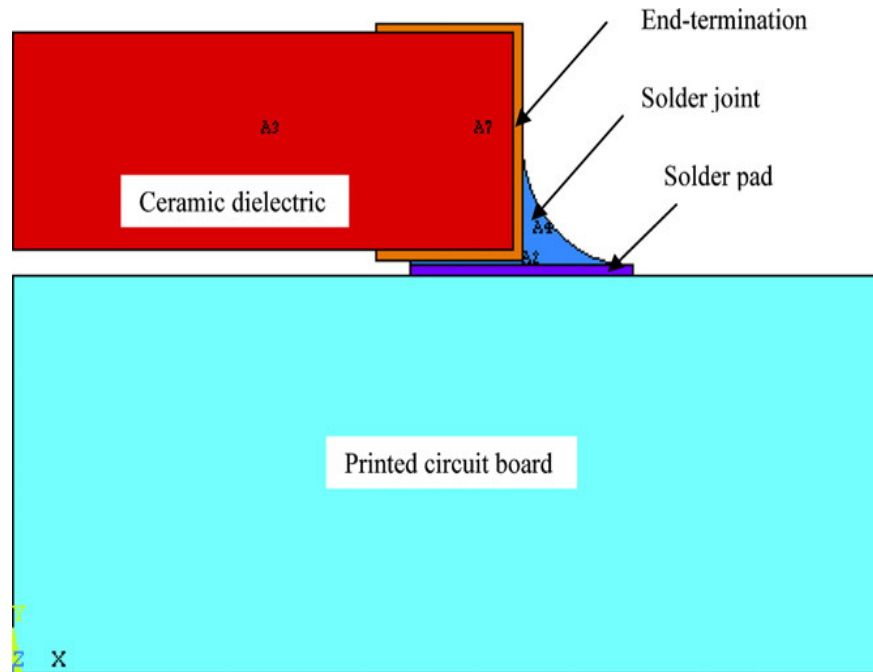 End-termination
Solder joint
A3
A7
Solder pad
Ceramic dielectric
A4
A2
Printed circuit board
Y
Z X